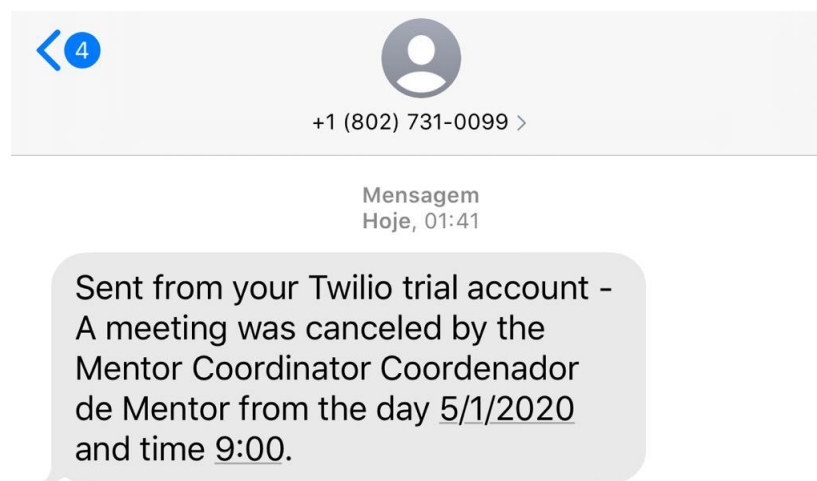 4
+1 (802) 731-0099 >
Mensagem
Hoje, 01:41
Sent from your Twilio trial account -
A meeting was canceled by the
Mentor Coordinator Coordenador
de Mentor from the day 5/1/2020
and time 9:00.